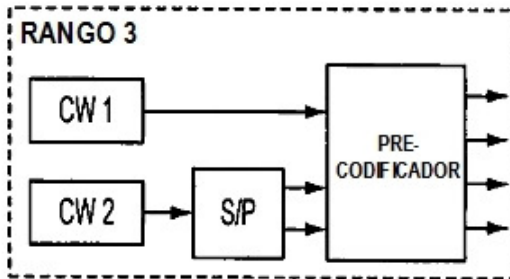 RANGO 3
CW 1
CW 2
S/P
PRE-
CODIFICADOR